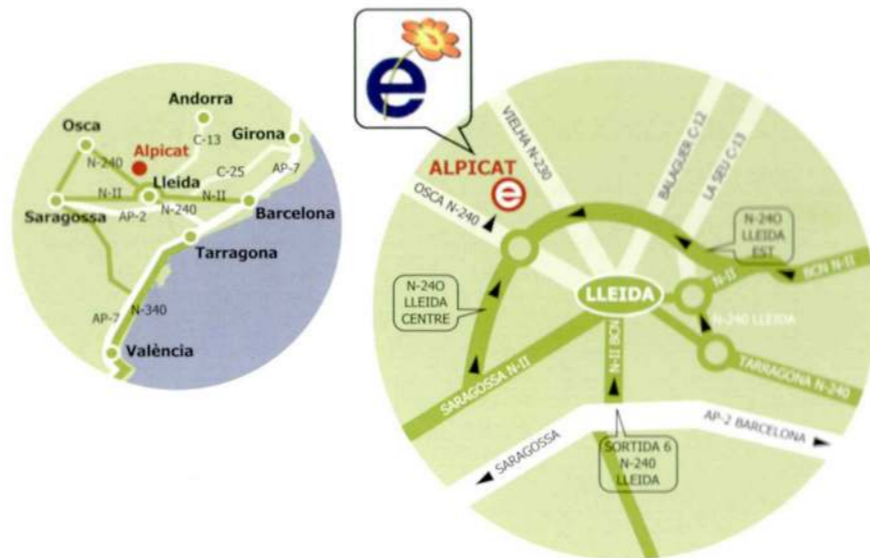 Andorra
Osca
Girona
C-13
Alpicat
N-240
Lleida
C-25
AP-7
N-II
N-II
Saragossa
AP-2
N-240
Barcelona
Tarragona
N-340
AP-7
València
e
ALPICAT
e
VIELHA N-230
BALAGUER C-12
LA SEU C-13
OSCA N-240
N-24O
LLEIDA
EST
BCN N-II
N-II
LLEIDA
N-24O
LLEIDA
CENTRE
N-240 LLEIDA
N-II BCN
SARAGOSSA N-II
TARRAGONA N-240
AP-2 BARCELONA
SARAGOSSA
SORTIDA 6
N-240
LLEIDA